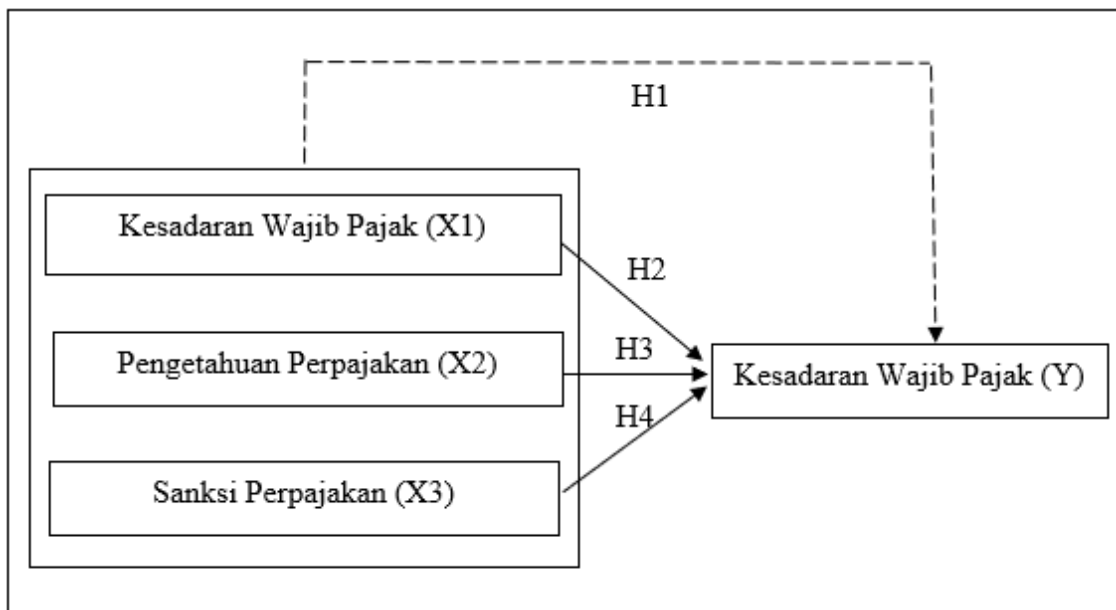 H1
Kesadaran Wajib Pajak (X1)
H2
Pengetahuan Perpajakan (X2)
H3
Kesadaran Wajib Pajak (Y)
H4
Sanksi Perpajakan (X3)